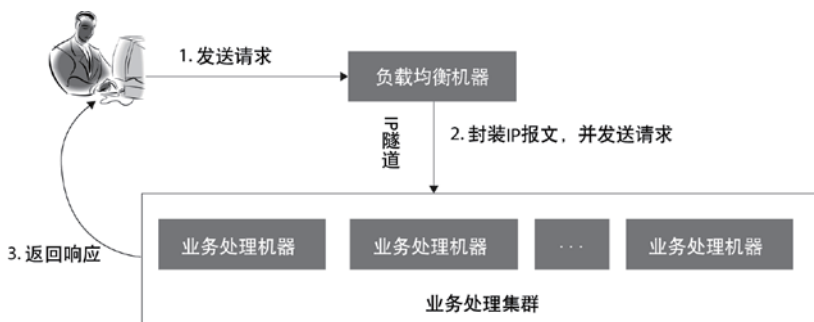 1. 发送请求
负载均衡机器
IP隧道
2. 封装IP报文，并发送请求
业务处理机器
业务处理机器
· · ·
业务处理机器
3. 返回响应
业务处理集群